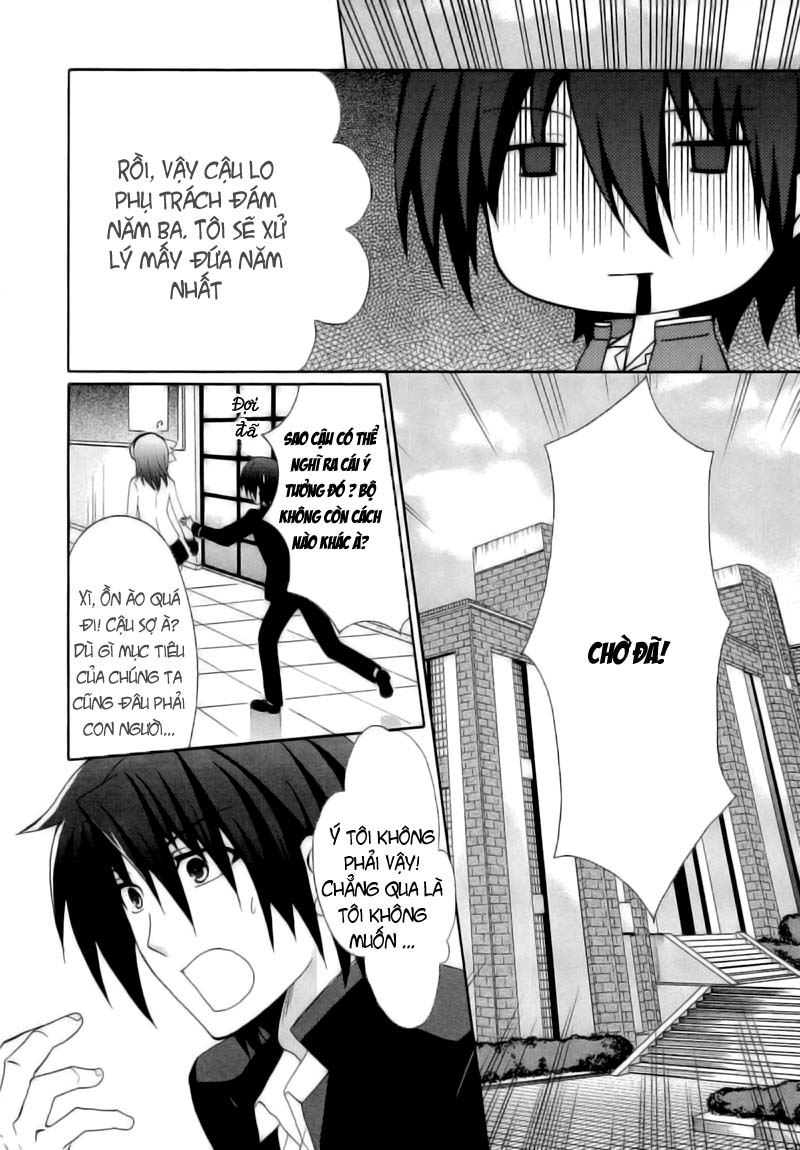 RỒI, VẬY CẬU LO
PHỤ TRÁCH ĐÁM
NĂM BA. TÔI SẼ XỬ
LÝ MẤY ĐỨA NĂM
NHẤT
CHỜ ĐÃ!
Đợi
đã
SAO CẬU CÓ THỂ
NGHĨ RA CÁI Ý
TƯỞNG ĐÓ ? BỘ
KHÔNG CÒN CÁCH
NÀO KHÁC À?
XÌ, ỒN ÀO QUÁ
ĐI! CẬU SỢ À?
DÙ GÌ MỤC TIÊU
CỦA CHÚNG TA
CŨNG ĐÂU PHẢI
CON NGƯỜI...
Ý TÔI KHÔNG
PHẢI VẬY!
CHẲNG QUA LÀ
TÔI KHÔNG
MUỐN ...